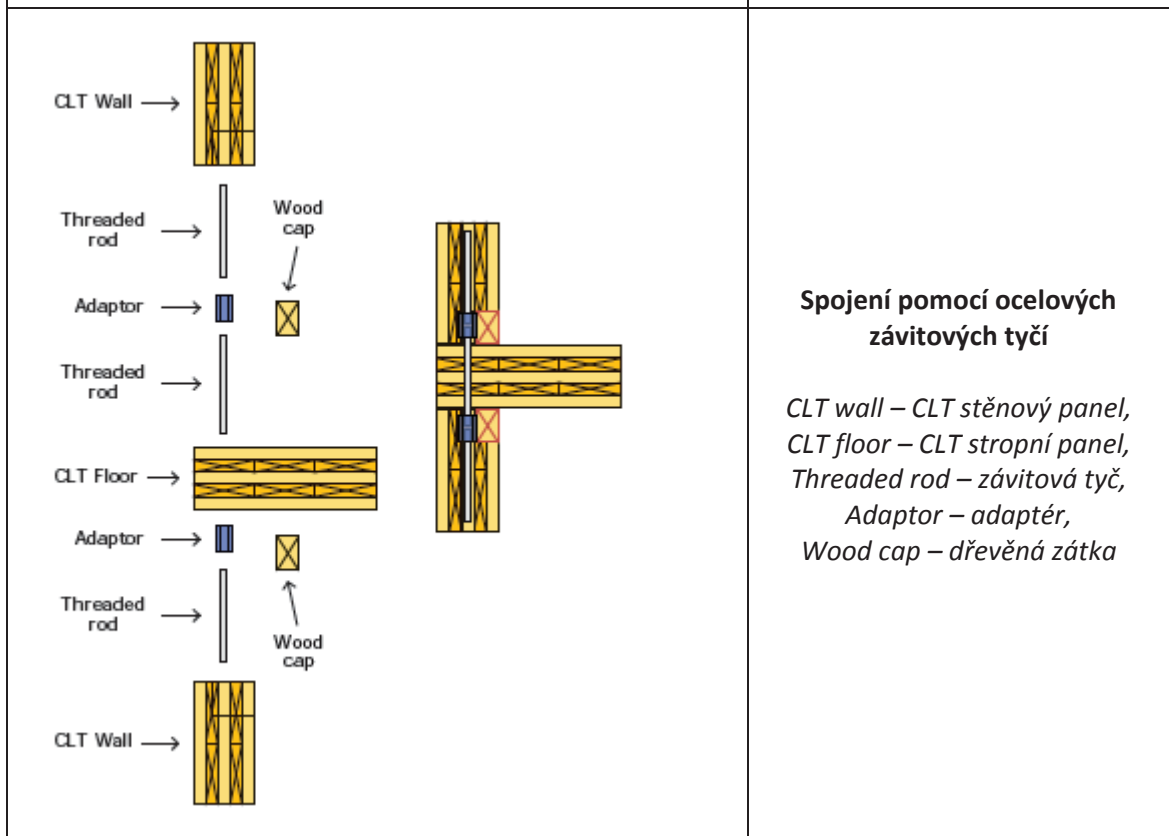 CLT Wall
Threaded
rod
Wood
cap
Adaptor
Threaded
rod
CLT Floor
Adaptor
Threaded
rod
Wood
cap
CLT Wall
Spojení pomocí ocelových
závitových tyčí
CLT wall – CLT stěnový panel,
CLT floor – CLT stropní panel,
Threaded rod – závitová tyč,
Adaptor – adaptér,
Wood cap – dřevěná zátka